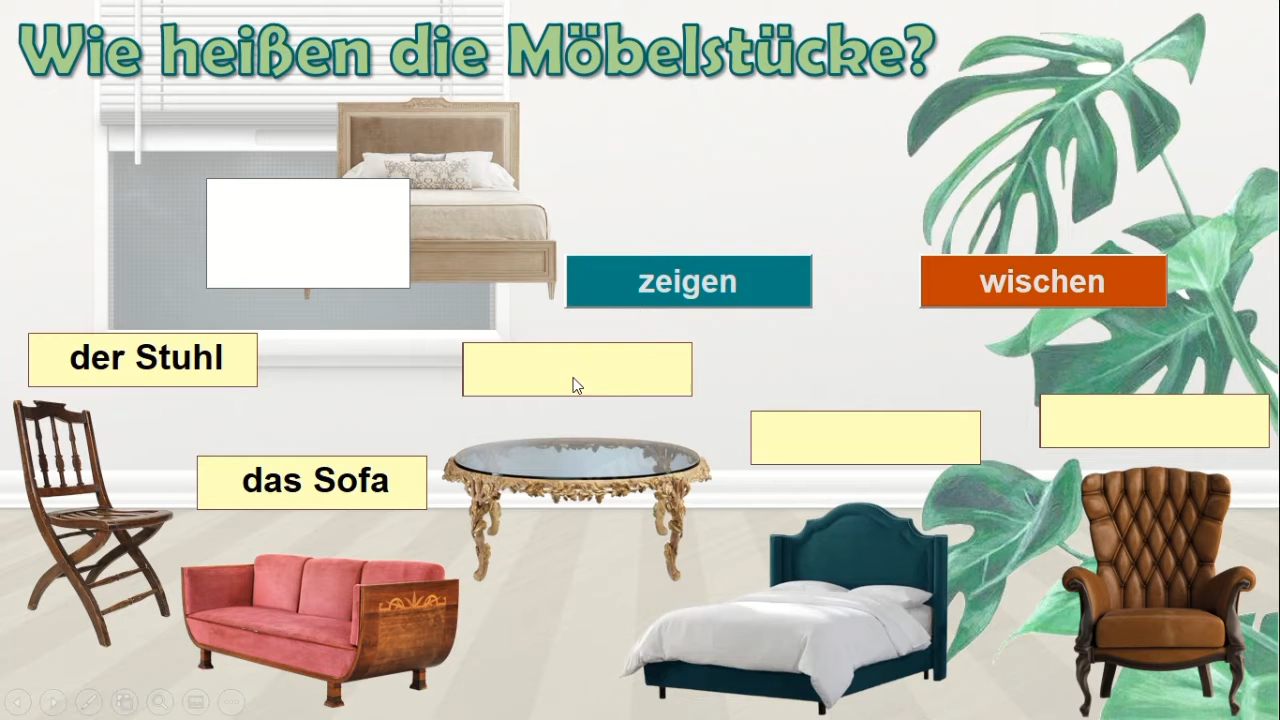 Wie heißen die Möbelstücke?
zeigen
wischen
der Stuhl
das Sofa